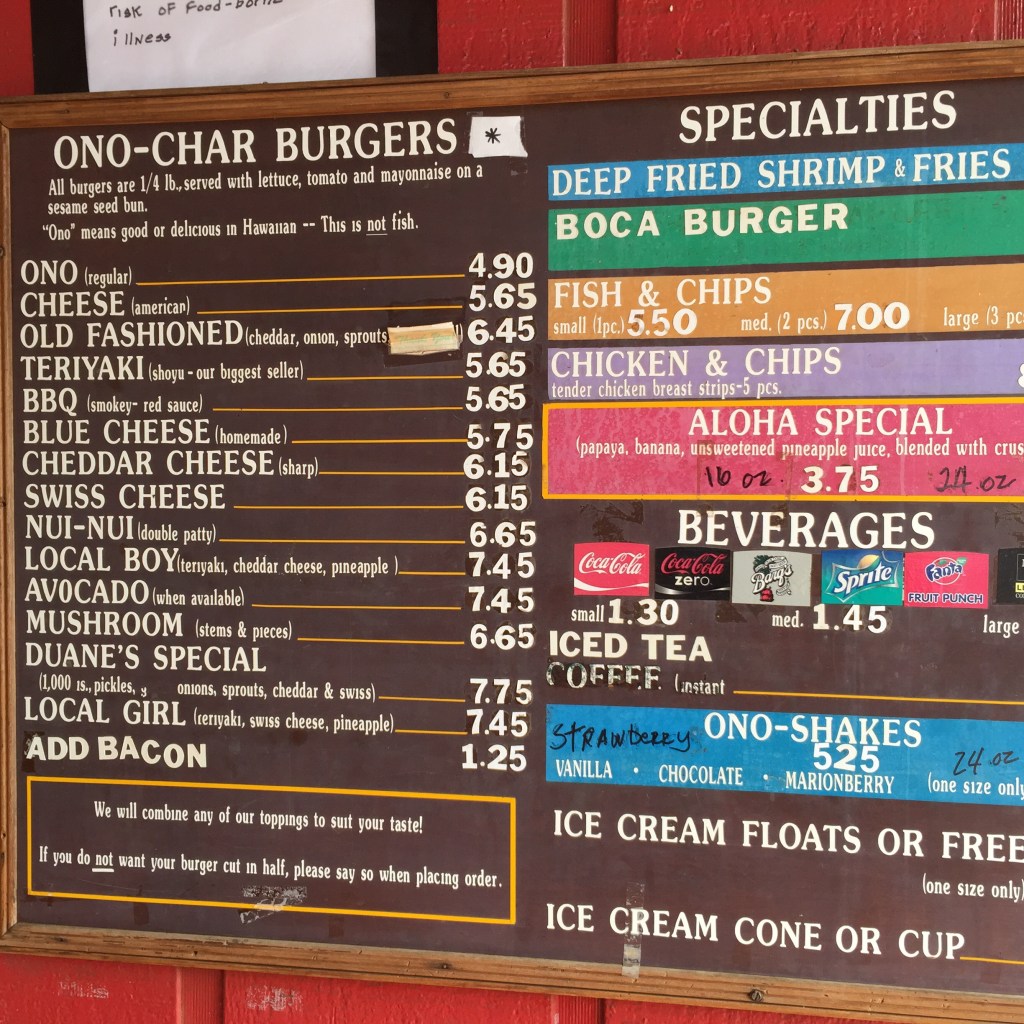 risk of food-borne
illness
ONO-CHAR BURGERS *
All burgers are 1/4 lb., served with lettuce, tomato and mayonnaise on a
sesame seed bun.
"Ono" means good or delicious in Hawaiian -- This is not fish.
ONO (regular) 4.90
CHEESE (american) 5.65
OLD FASHIONED (cheddar, onion, sprouts 6.45
TERIYAKI (shoyu - our biggest seller) 5.65
BBQ (smokey- red sauce) 5.65
BLUE CHEESE (homemade) 5.75
CHEDDAR CHEESE (sharp) 6.15
SWISS CHEESE 6.15
NUI-NUI (double patty) 6.65
LOCAL BOY (teriyaki, cheddar cheese, pineapple ) 7.45
AVOCADO (when available) 7.45
MUSHROOM (stems & pieces) 6.65
DUANE'S SPECIAL
(1,000 is., pickles, onions, sprouts, cheddar & swiss) 7.75
LOCAL GIRL (teriyaki, swiss cheese, pineapple) 7.45
ADD BACON 1.25
We will combine any of our toppings to suit your taste!
If you do not want your burger cut in half, please say so when placing order.
SPECIALTIES
DEEP FRIED SHRIMP & FRIES
BOCA BURGER
FISH & CHIPS
small (1pc.) 5.50 med. (2 pcs.) 7.00 large (3 pcs
CHICKEN & CHIPS
tender chicken breast strips-5 pcs.
ALOHA SPECIAL
(papaya, banana, unsweetened pineapple juice, blended with crus
16 oz. 3.75 24 oz
BEVERAGES
Coca-Cola Coca-Cola zero Barq's Sprite Fanta FRUIT PUNCH
small 1.30 med. 1.45 large
ICED TEA
COFFEE (instant
ONO-SHAKES
Strawberry 525 24 oz
VANILLA • CHOCOLATE • MARIONBERRY (one size only
ICE CREAM FLOATS OR FREE
(one size only)
ICE CREAM CONE OR CUP